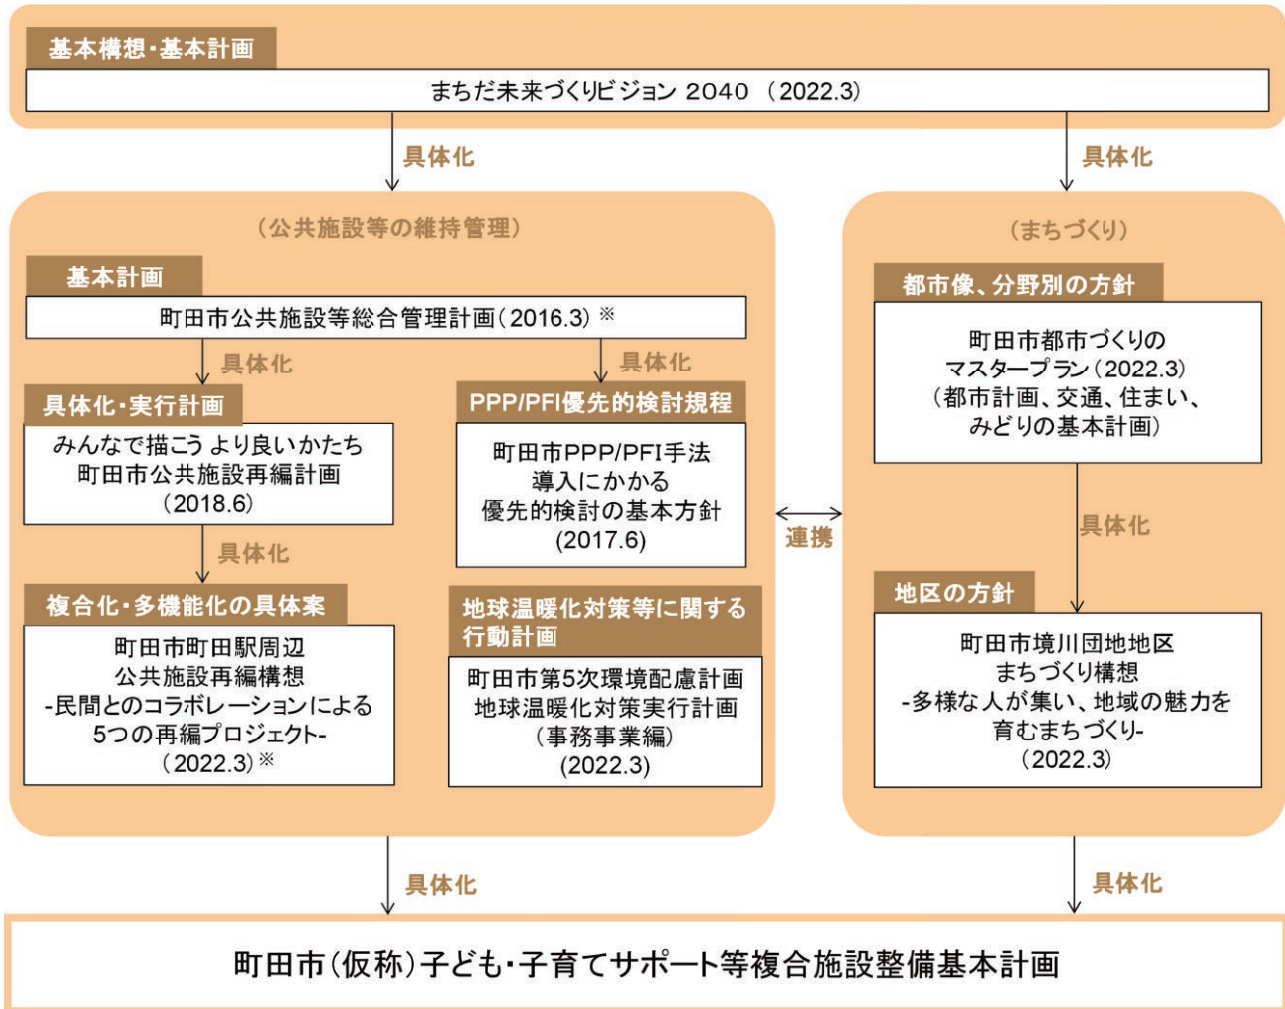 基本構想・基本計画
まちだ未来づくりビジョン 2040 （2022.3）
具体化
具体化
（公共施設等の維持管理）
基本計画
町田市公共施設等総合管理計画（2016.3）※
具体化
具体化
具体化・実行計画
みんなで描こう より良いかたち
町田市公共施設再編計画
（2018.6）
具体化
複合化・多機能化の具体案
町田市町田駅周辺
公共施設再編構想
-民間とのコラボレーションによる
5つの再編プロジェクト-
（2022.3）※
PPP/PFI優先的検討規程
町田市PPP/PFI手法
導入にかかる
優先的検討の基本方針
（2017.6）
地球温暖化対策等に関する
行動計画
町田市第5次環境配慮計画
地球温暖化対策実行計画
（事務事業編）
（2022.3）
連携
（まちづくり）
都市像、分野別の方針
町田市都市づくりの
マスタープラン（2022.3）
（都市計画、交通、住まい、
みどりの基本計画）
具体化
地区の方針
町田市境川団地地区
まちづくり構想
-多様な人が集い、地域の魅力を
育むまちづくり-
（2022.3）
具体化
具体化
町田市（仮称）子ども・子育てサポート等複合施設整備基本計画